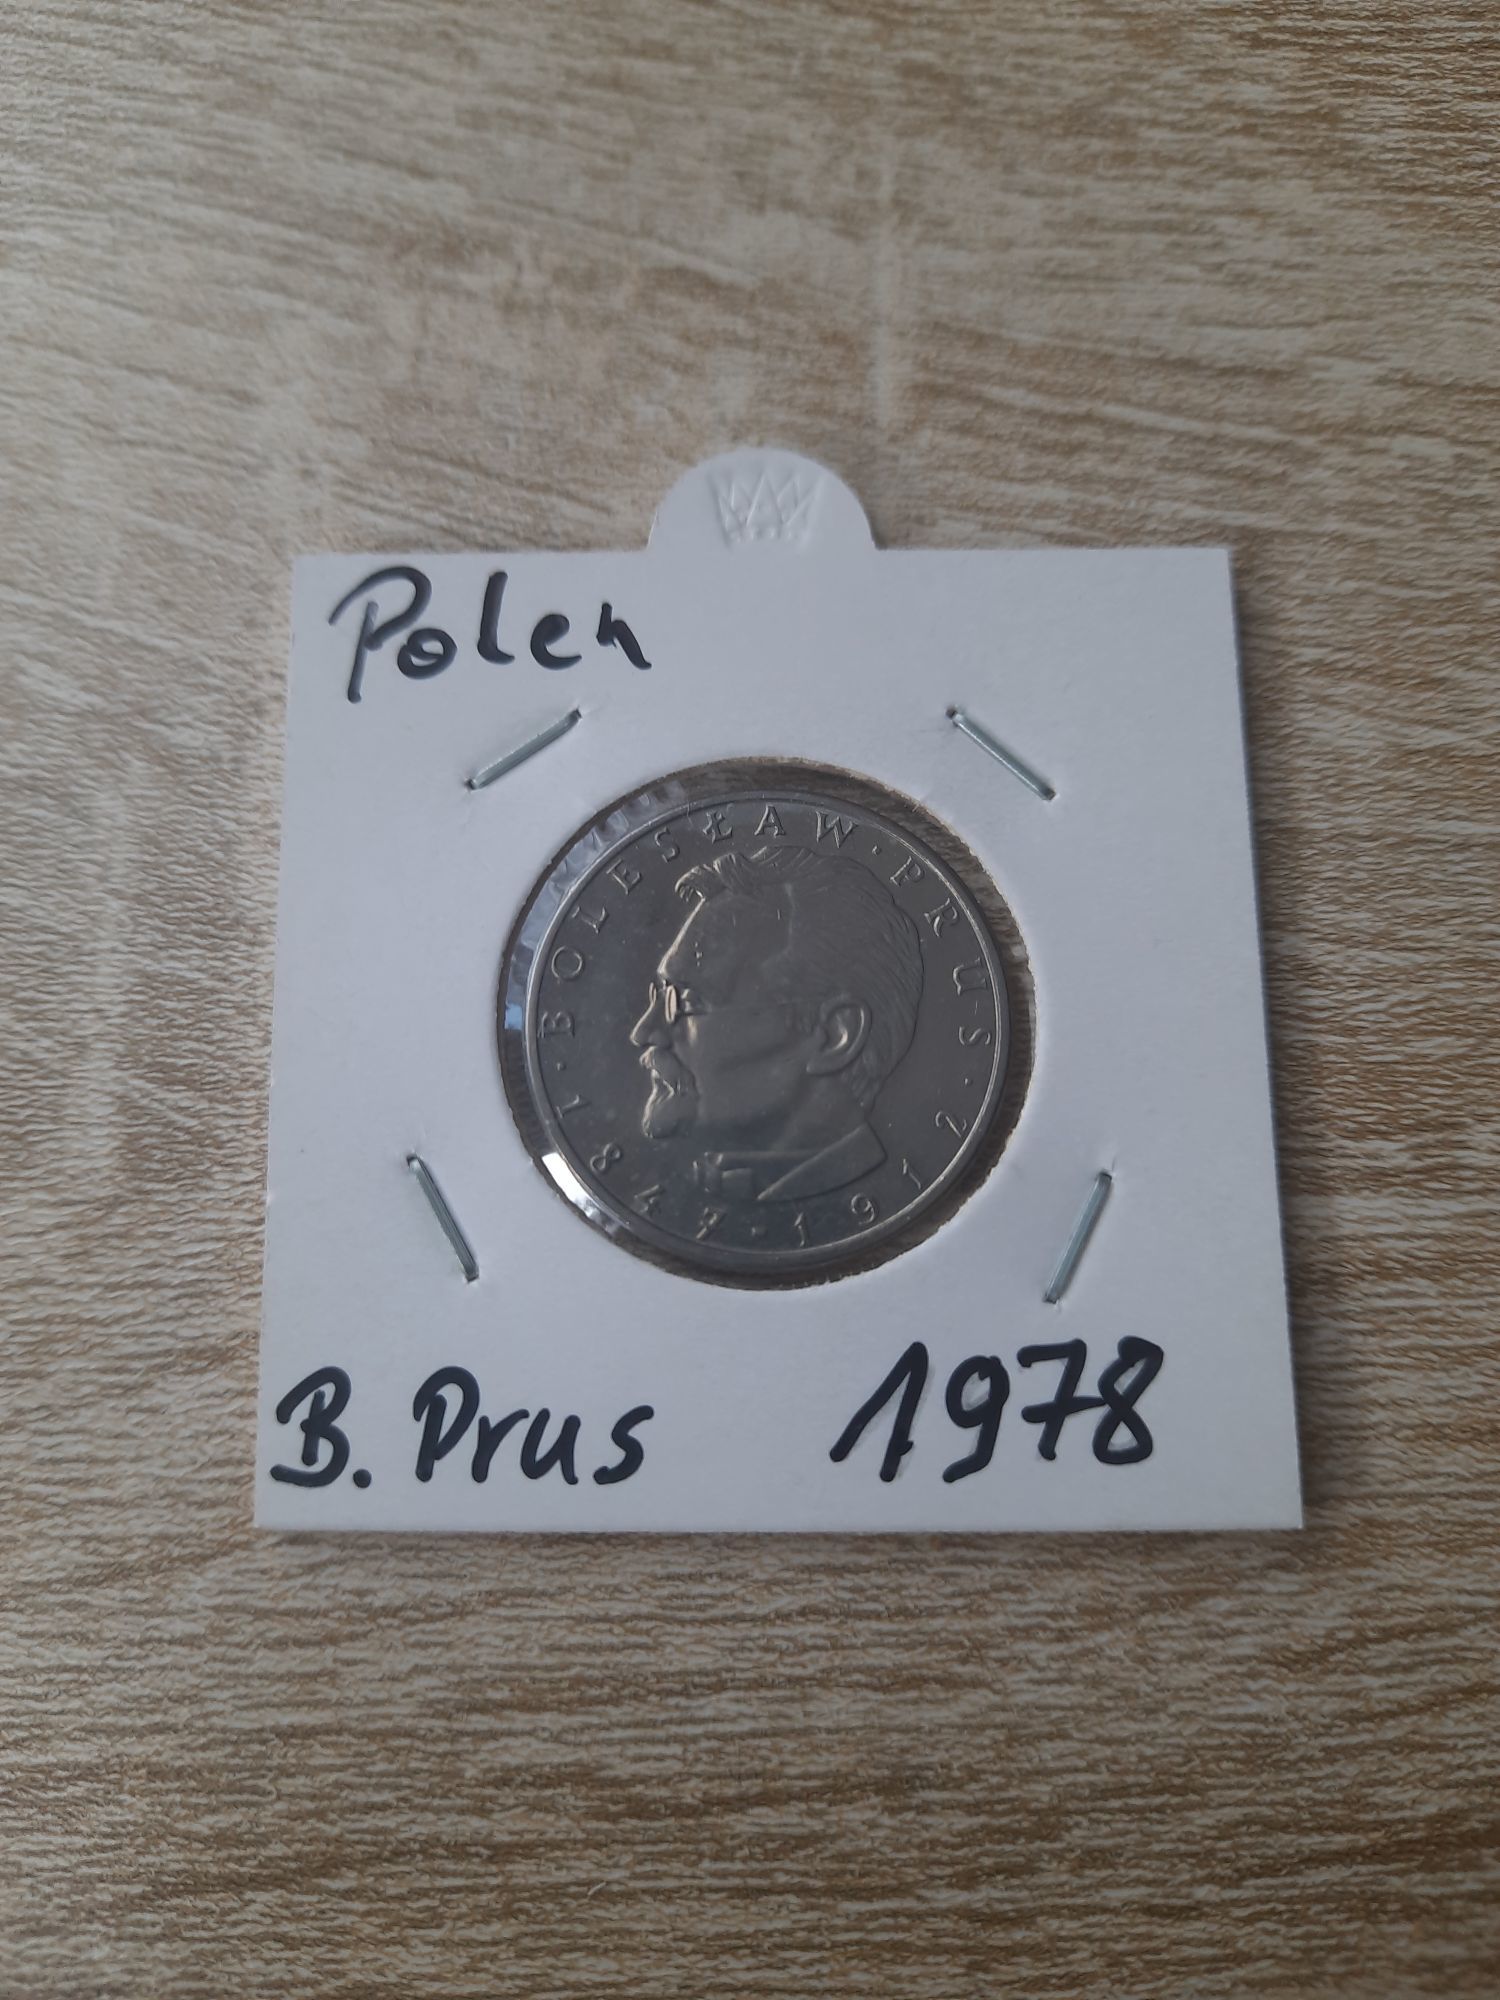 Polen
1847·1912·BOLESŁAW·PRUS·
B. Prus 1978